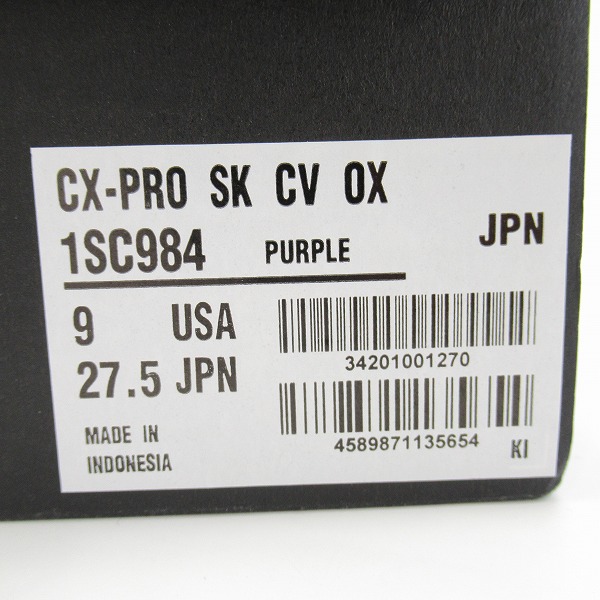 CX-PRO SK CV OX
1SC984 PURPLE JPN
9 USA
27.5 JPN
34201001270
MADE IN
INDONESIA
4589871135654 KI